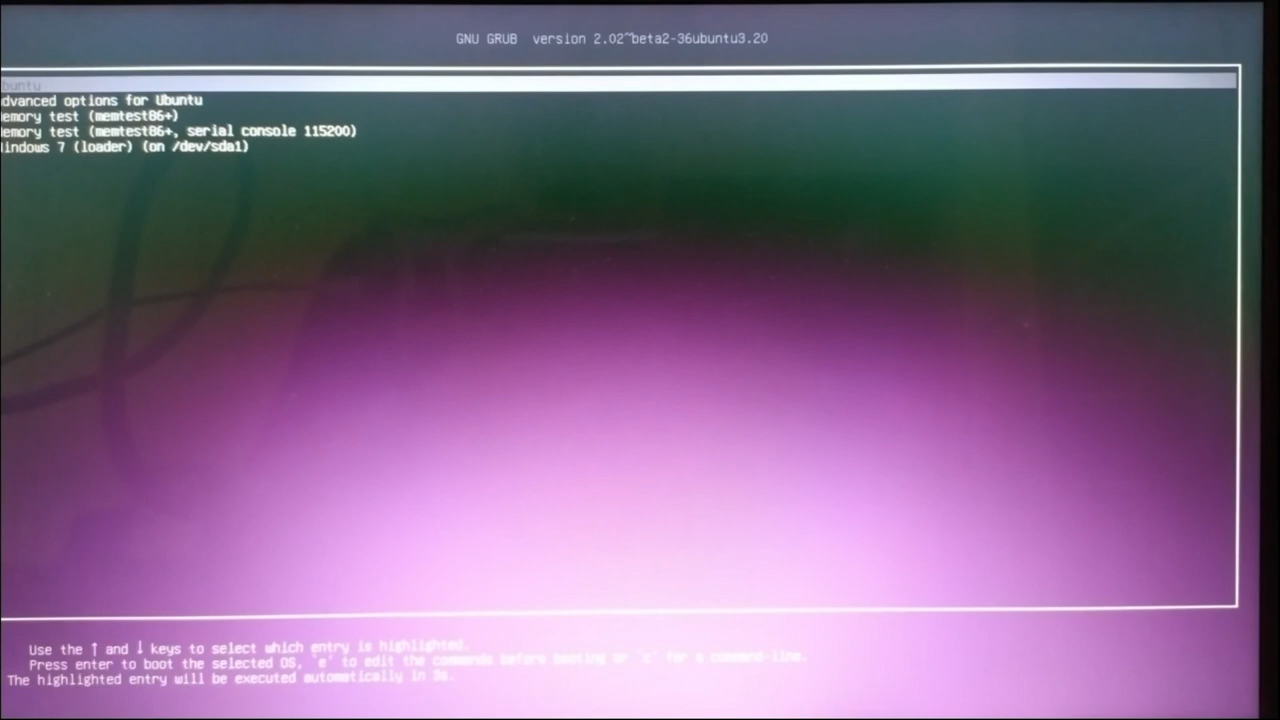 GNU GRUB version 2.02~beta2-36ubuntu3.20
buntu
dvanced options for Ubuntu
emory test (memtest86+)
emory test (memtest86+, serial console 115200)
indows 7 (loader) (on /dev/sda1)
Use the ↑ and ↓ keys to select which entry is highlighted.
Press enter to boot the selected OS, `e' to edit the commands before booting or `c' for a command-line.
The highlighted entry will be executed automatically in